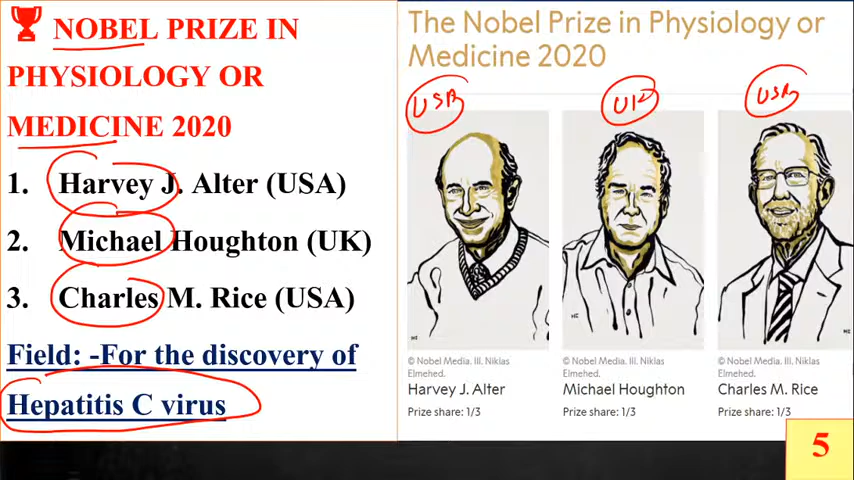 🏆 NOBEL PRIZE IN
PHYSIOLOGY OR
MEDICINE 2020
1. Harvey J. Alter (USA)
2. Michael Houghton (UK)
3. Charles M. Rice (USA)
Field: -For the discovery of
Hepatitis C virus
The Nobel Prize in Physiology or
Medicine 2020
USA
UK
USA
© Nobel Media. Ill. Niklas
Elmehed.
Harvey J. Alter
Prize share: 1/3
© Nobel Media. Ill. Niklas
Elmehed.
Michael Houghton
Prize share: 1/3
© Nobel Media. Ill. Niklas
Elmehed.
Charles M. Rice
Prize share: 1/3
5